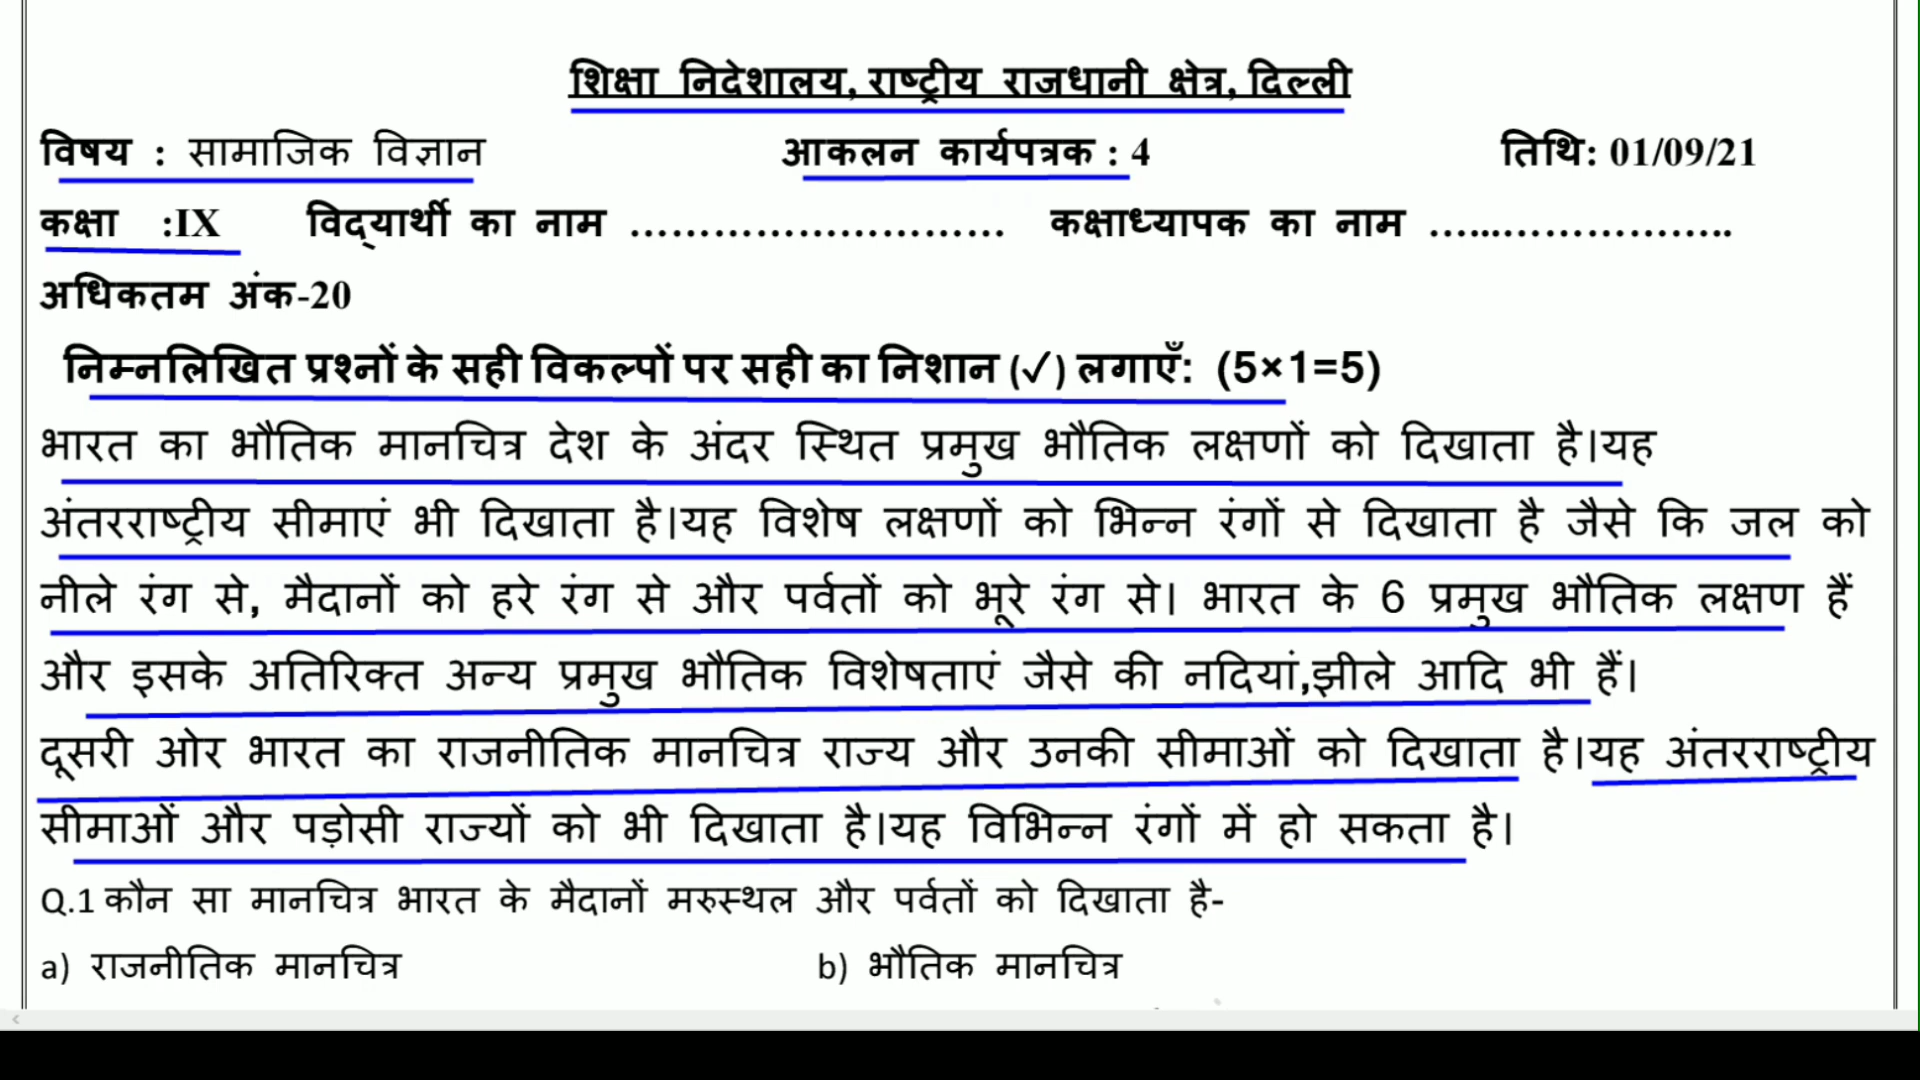 शिक्षा निदेशालय, राष्ट्रीय राजधानी क्षेत्र, दिल्ली
विषय : सामाजिक विज्ञान आकलन कार्यपत्रक : 4 तिथि: 01/09/21
कक्षा :IX विद्यार्थी का नाम ………………………… कक्षाध्यापक का नाम …...……………..
अधिकतम अंक-20
निम्नलिखित प्रश्नों के सही विकल्पों पर सही का निशान (✓) लगाएँ: (5×1=5)
भारत का भौतिक मानचित्र देश के अंदर स्थित प्रमुख भौतिक लक्षणों को दिखाता है।यह
अंतरराष्ट्रीय सीमाएं भी दिखाता है।यह विशेष लक्षणों को भिन्न रंगों से दिखाता है जैसे कि जल को
नीले रंग से, मैदानों को हरे रंग से और पर्वतों को भूरे रंग से। भारत के 6 प्रमुख भौतिक लक्षण हैं
और इसके अतिरिक्त अन्य प्रमुख भौतिक विशेषताएं जैसे की नदियां,झीले आदि भी हैं।
दूसरी ओर भारत का राजनीतिक मानचित्र राज्य और उनकी सीमाओं को दिखाता है।यह अंतरराष्ट्रीय
सीमाओं और पड़ोसी राज्यों को भी दिखाता है।यह विभिन्न रंगों में हो सकता है।
Q.1 कौन सा मानचित्र भारत के मैदानों मरुस्थल और पर्वतों को दिखाता है-
a) राजनीतिक मानचित्र b) भौतिक मानचित्र